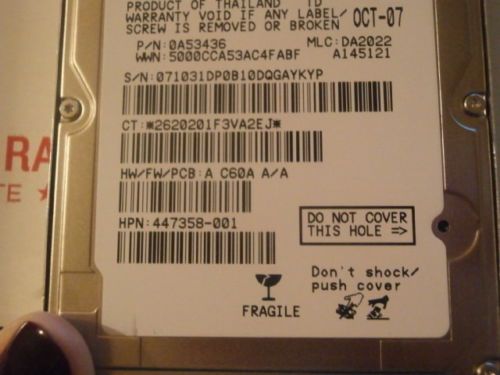 PRODUCT OF THAILAND TD
WARRANTY VOID IF ANY LABEL/
SCREW IS REMOVED OR BROKEN
OCT-07
P/N:0A53436
MLC:DA2022
WWN:5000CCA53AC4FABF
A145121
S/N:071031DP0B10DQGAYKYP
CT:*2620201F3VA2EJ*
HW/FW/PCB:A C60A A/A
HPN:447358-001
DO NOT COVER
THIS HOLE =>
Don't shock/
push cover
FRAGILE
RA
TE ★